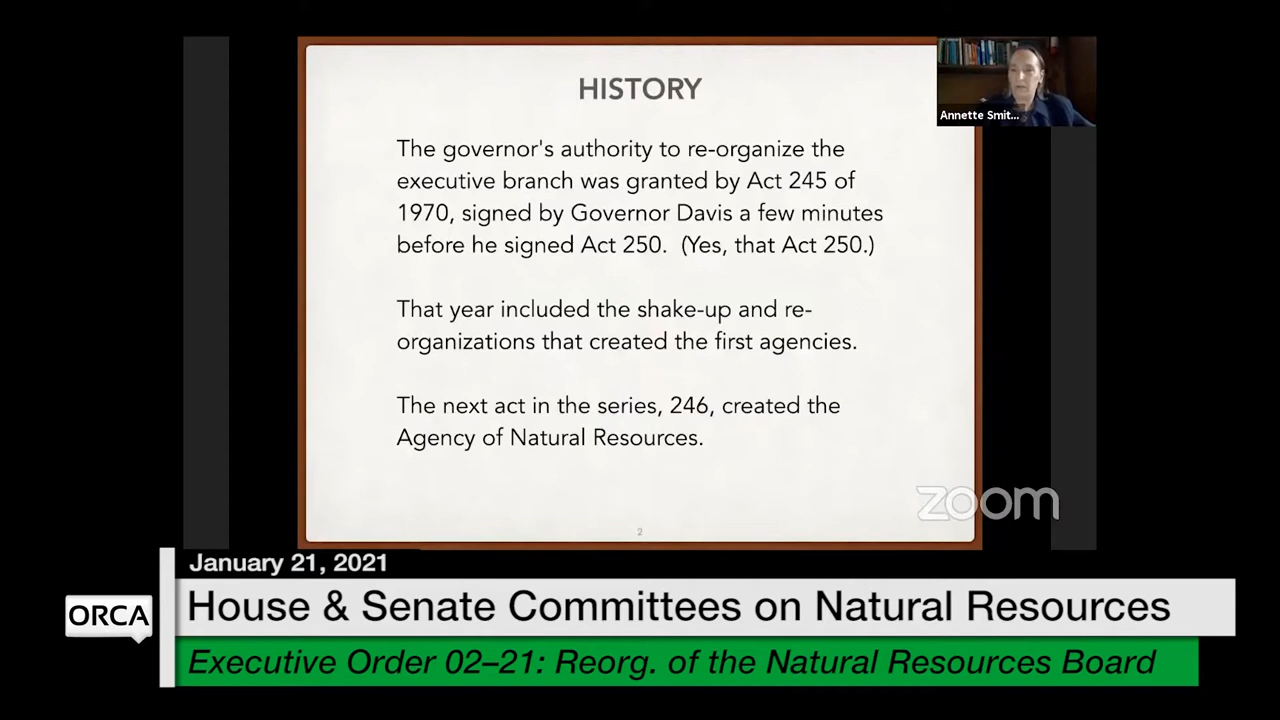 HISTORY
Annette Smit...
The governor's authority to re-organize the
executive branch was granted by Act 245 of
1970, signed by Governor Davis a few minutes
before he signed Act 250. (Yes, that Act 250.)
That year included the shake-up and re-
organizations that created the first agencies.
The next act in the series, 246, created the
Agency of Natural Resources.
zoom
2
January 21, 2021
ORCA
House & Senate Committees on Natural Resources
Executive Order 02–21: Reorg. of the Natural Resources Board